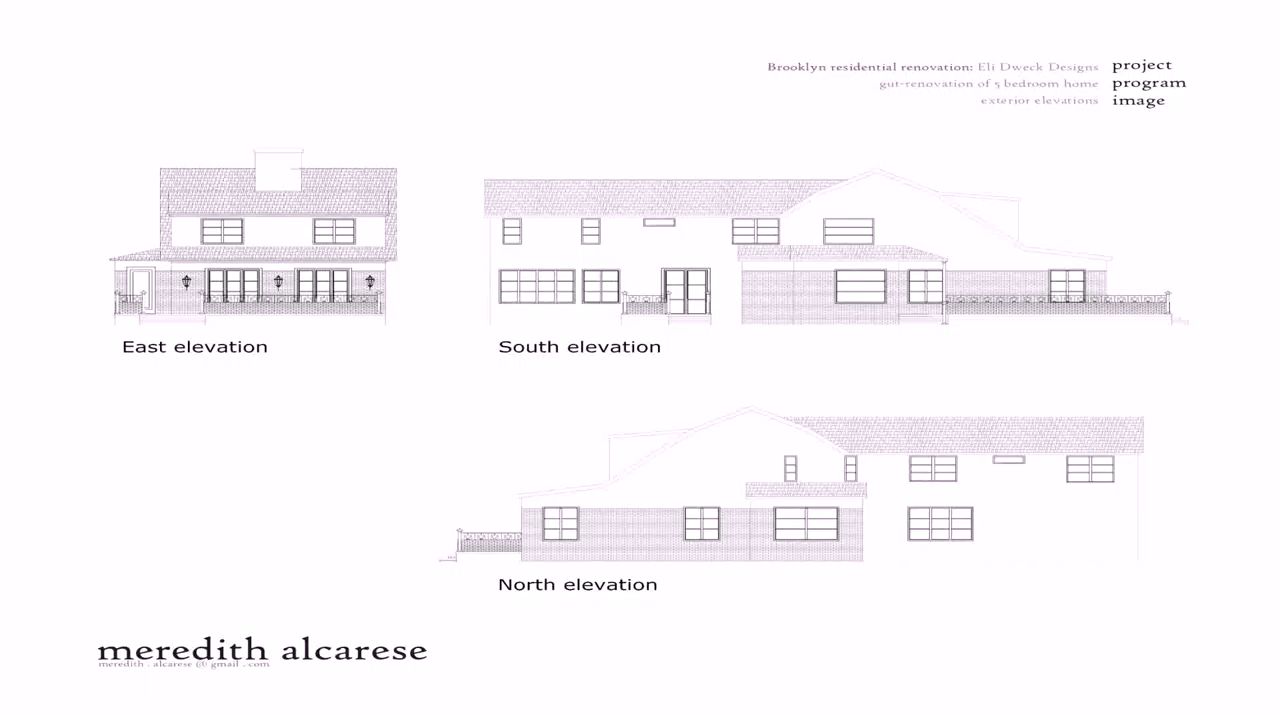 Brooklyn residential renovation: Eli Dweck Designs project
gut-renovation of 5 bedroom home program
exterior elevations image
East elevation
South elevation
North elevation
meredith alcarese
meredith . alcarese @ gmail . com